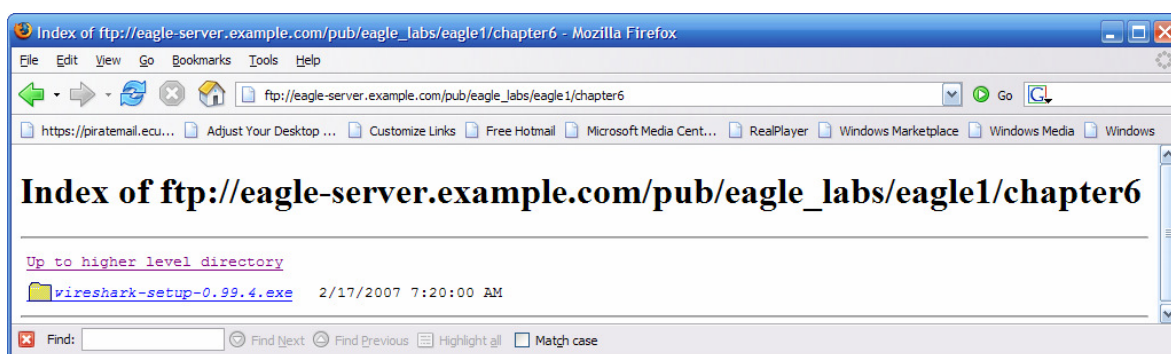 Index of ftp://eagle-server.example.com/pub/eagle_labs/eagle1/chapter6 - Mozilla Firefox
File Edit View Go Bookmarks Tools Help
ftp://eagle-server.example.com/pub/eagle_labs/eagle1/chapter6 Go G
https://piratemail.ecu... Adjust Your Desktop ... Customize Links Free Hotmail Microsoft Media Cent... RealPlayer Windows Marketplace Windows Media Windows
Index of ftp://eagle-server.example.com/pub/eagle_labs/eagle1/chapter6
Up to higher level directory
wireshark-setup-0.99.4.exe 2/17/2007 7:20:00 AM
Find: Find Next Find Previous Highlight all Match case